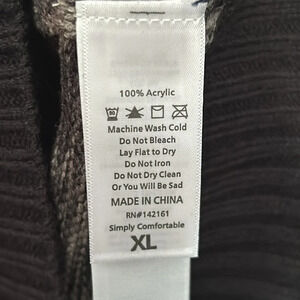 100% Acrylic
Machine Wash Cold
Do Not Bleach
Lay Flat to Dry
Do Not Iron
Do Not Dry Clean
Or You Will Be Sad
MADE IN CHINA
RN#142161
Simply Comfortable
XL